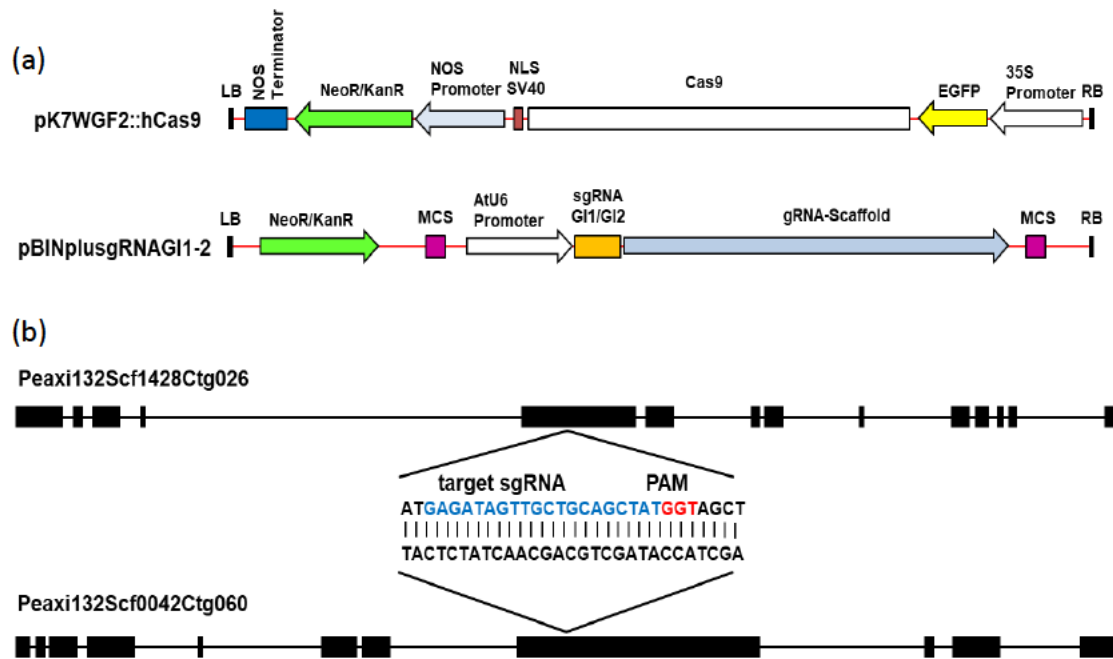 (a)
pK7WGF2::hCas9
LB
NOS
Terminator
NeoR/KanR
NOS
Promoter
NLS
SV40
Cas9
EGFP
35S
Promoter
RB
pBINplusgRNAGI1-2
LB
NeoR/KanR
MCS
AtU6
Promoter
sgRNA
GI1/GI2
gRNA-Scaffold
MCS
RB
(b)
Peaxi132Scf1428Ctg026
target sgRNA
PAM
ATGAGATAGTTGCTGCAGCTATGGTAGCT
TACTCTATCAACGACGTCGATACCATCGA
Peaxi132Scf0042Ctg060